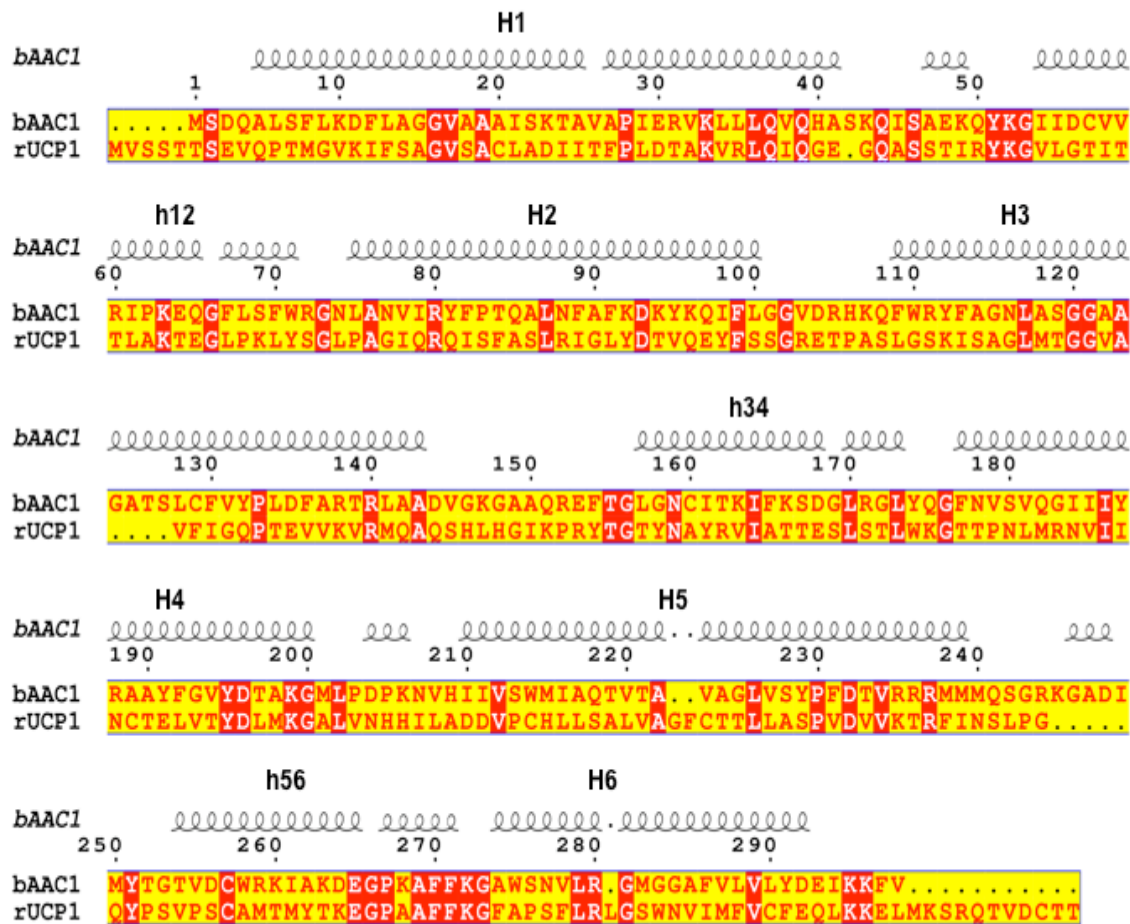 H1
bAAC1
1 10 20 30 40 50
bAAC1 .....MSDQALSFLKDFLAGGVAAAISKTAVAPIERVKLLLQVQHASKQISAEKQYKGIIDCVV
rUCP1 MVSSTTSEVQPTMGVKIFSAGVSACLADIITFPLDTAKVRLQIQGE.GQASSTIRYKGVLGTIT
h12 H2 H3
bAAC1
60 70 80 90 100 110 120
bAAC1 RIPKEQGFLSFWRGNLANVIRYFPTQALNFAFKDKYKQIFLGGVDRHKQFWRYFAGNLASGGAA
rUCP1 TLAKTEGLPKLYSGLPAGIQRQISFASLRIGLYDTVQEYFSSGRETPASLGSKISAGLMTGGVA
h34
bAAC1
130 140 150 160 170 180
bAAC1 GATSLCFVYPLDFARTRLAADVGKGAAQREFTGLGNCITKIFKSDGLRGLYQGFNVSVQGIIIY
rUCP1 ....VFIGQPTEVVKVRMQAQSHLHGIKPRYTGTYNAYRVIATTESLSTLWKGTTPNLMRNVII
H4 H5
bAAC1 ..
190 200 210 220 230 240
bAAC1 RAAYFGVYDTAKGMLPDPKNVHIIVSWMIAQTVTA..VAGLVSYPFDTVRRRMMMQSGRKGADI
rUCP1 NCTELVTYDLMKGALVNHHILADDVPCHLLSALVAGFCTTLLASPVDVVKTRFINSLPG.....
h56 H6
bAAC1 .
250 260 270 280 290
bAAC1 MYTGTVDCWRKIAKDEGPKAFFKGAWSNVLR.GMGGAFVLVLYDEIKKFV...........
rUCP1 QYPSVPSCAMTMYTKEGPAAFFKGFAPSFLRLGSWNVIMFVCFEQLKKELMKSRQTVDCTT